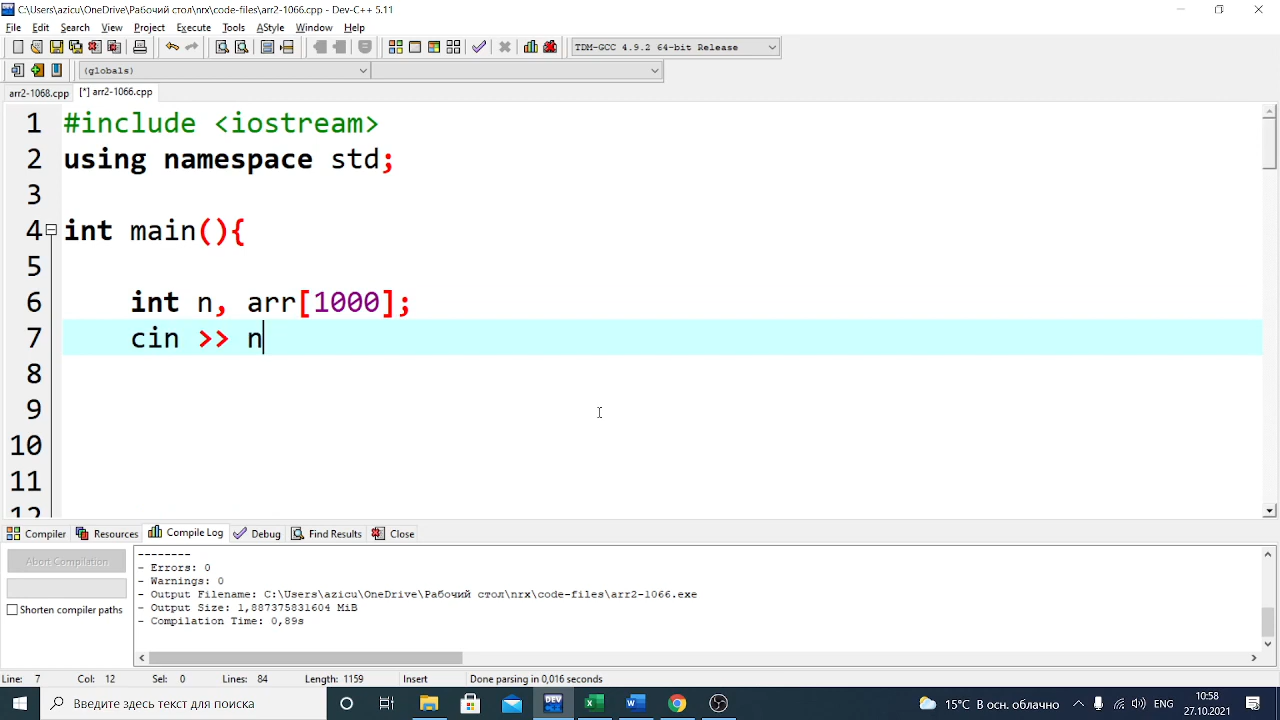 C:\Users\azicu\OneDrive\Рабочий стол\nrx\code-files\arr2-1066.cpp - Dev-C++ 5.11
File Edit Search View Project Execute Tools AStyle Window Help
TDM-GCC 4.9.2 64-bit Release
(globals)
arr2-1068.cpp [*] arr2-1066.cpp
1 #include <iostream>
2 using namespace std;
3
4 int main(){
5
6 int n, arr[1000];
7 cin >> n
8
9
10
11
12
Compiler Resources Compile Log Debug Find Results Close
Abort Compilation
Shorten compiler paths
--------
- Errors: 0
- Warnings: 0
- Output Filename: C:\Users\azicu\OneDrive\Рабочий стол\nrx\code-files\arr2-1066.exe
- Output Size: 1,887375831604 MiB
- Compilation Time: 0,89s
Line: 7 Col: 12 Sel: 0 Lines: 84 Length: 1159 Insert Done parsing in 0,016 seconds
Введите здесь текст для поиска
DEV
15°C В осн. облачно
ENG
10:58
27.10.2021